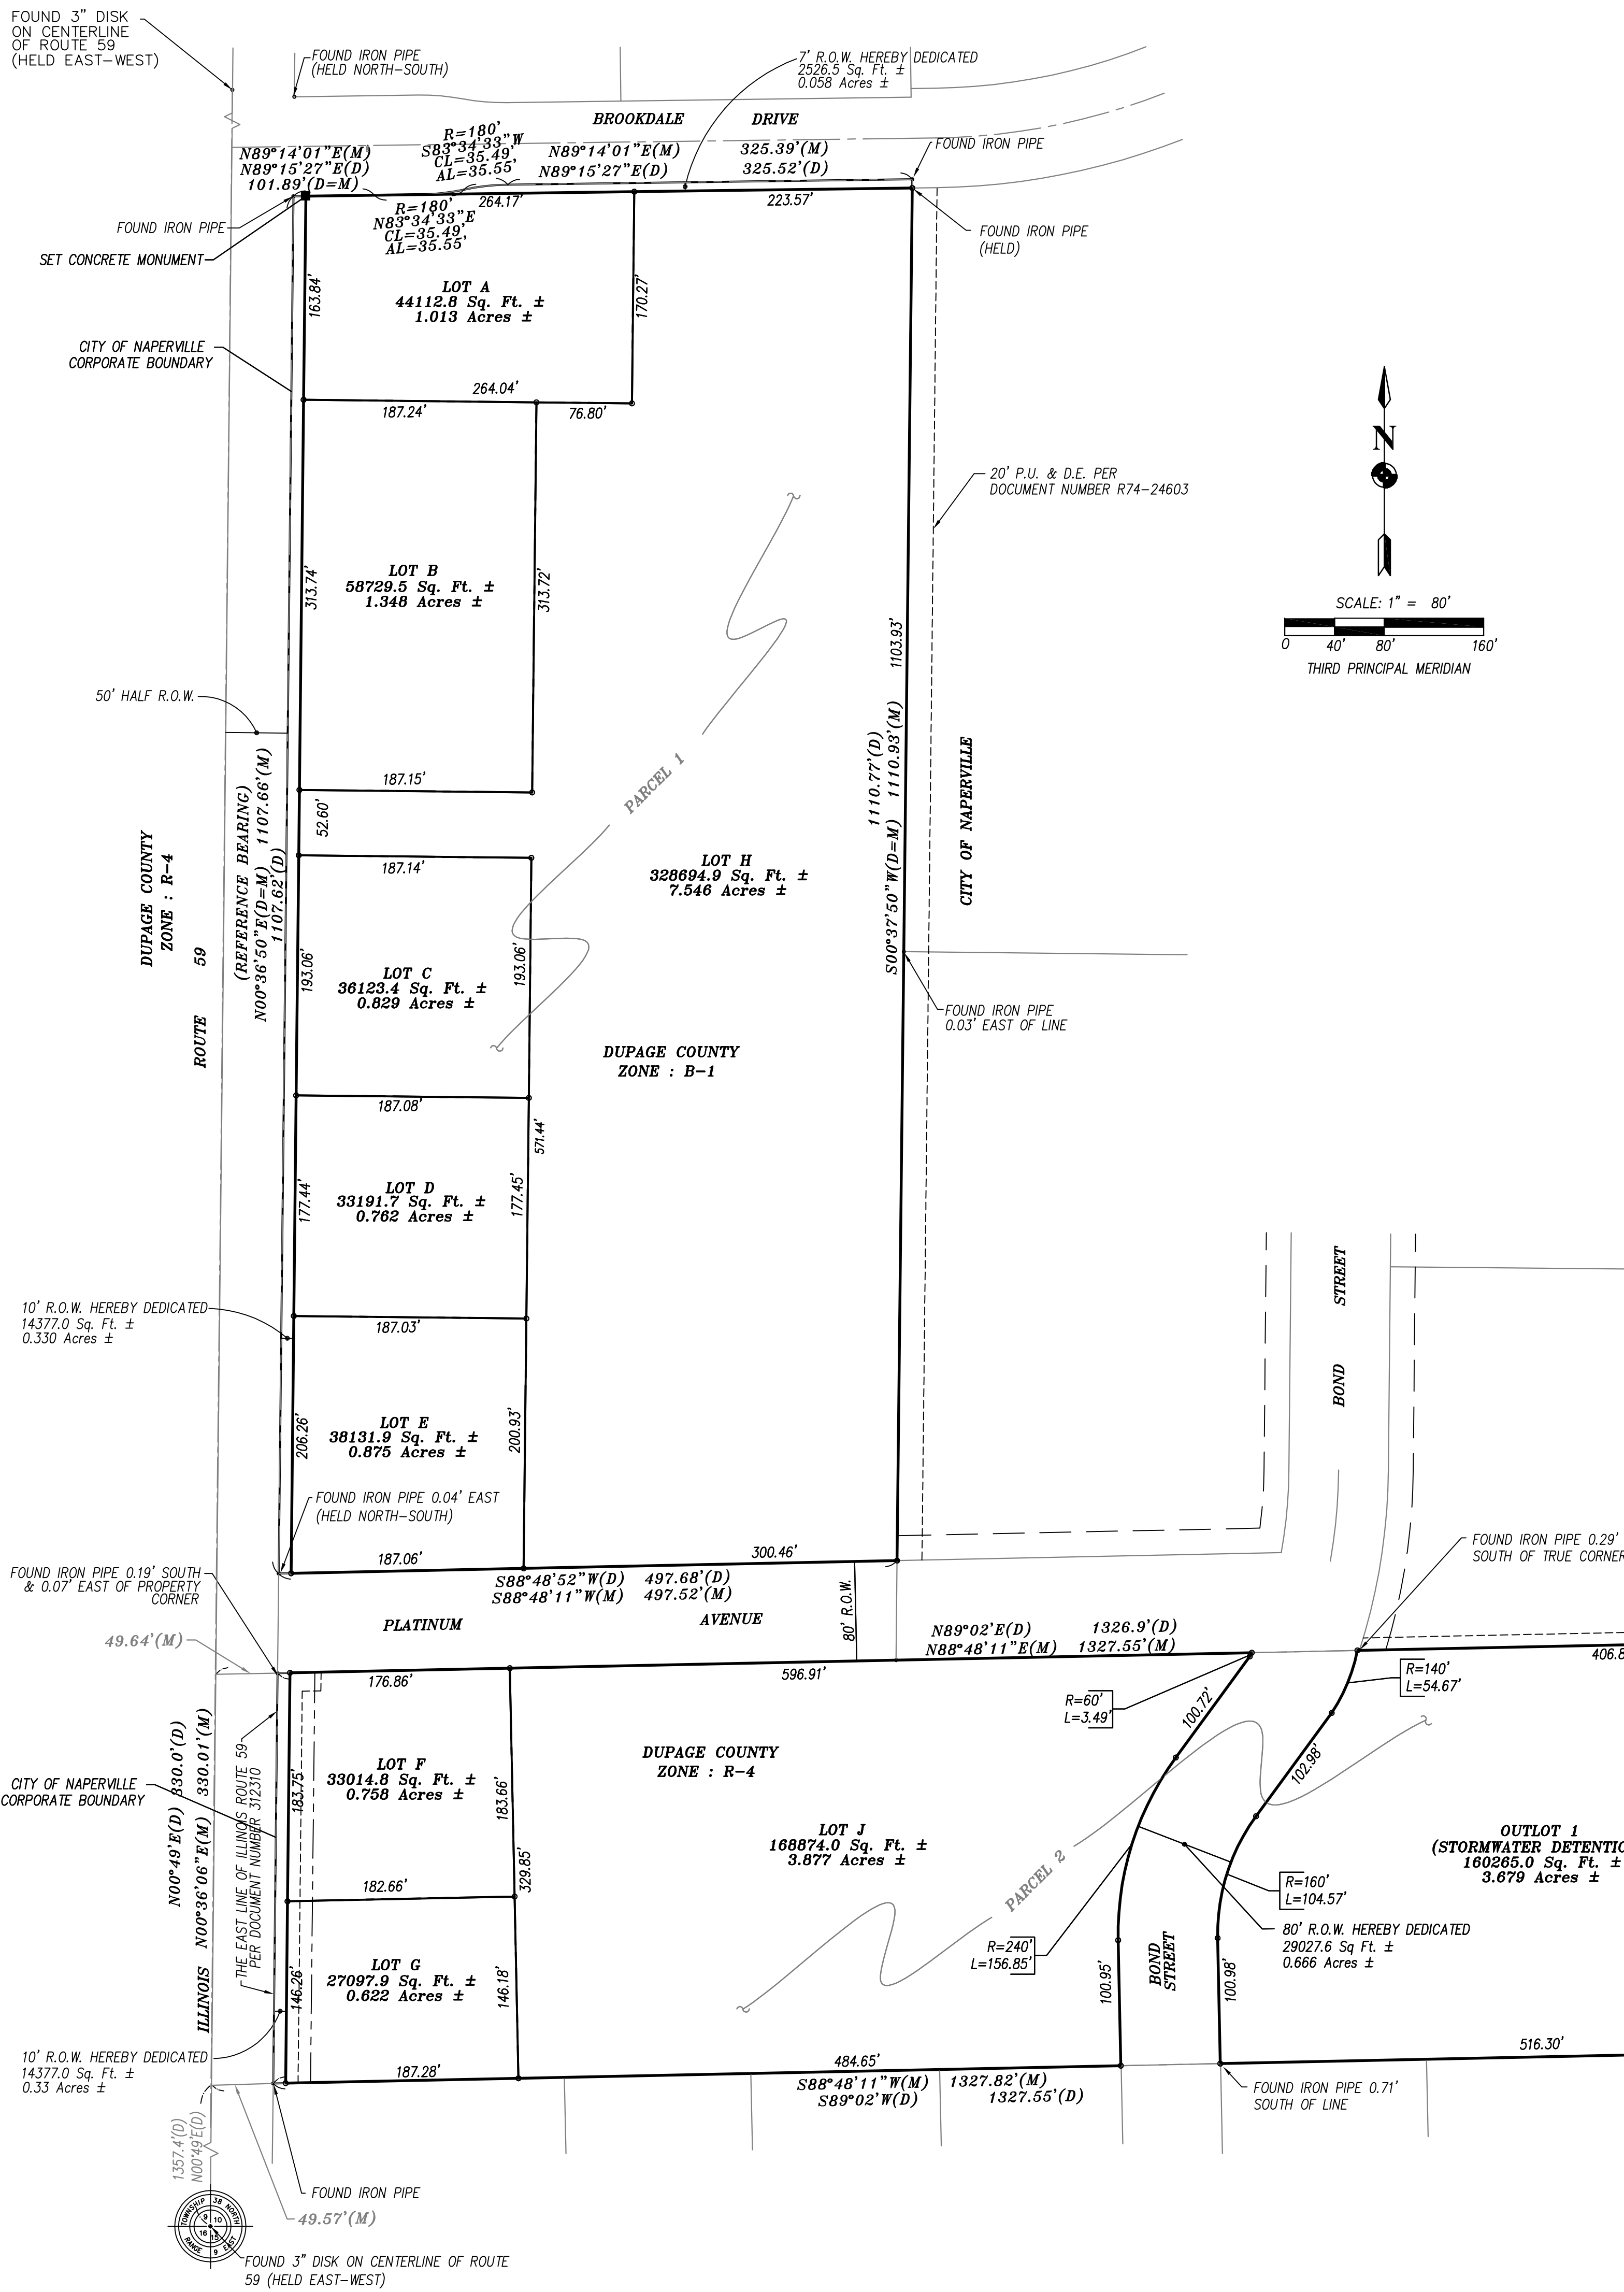 FOUND 3" DISK
ON CENTERLINE
OF ROUTE 59
(HELD EAST-WEST)
FOUND IRON PIPE
(HELD NORTH-SOUTH)
7' R.O.W. HEREBY DEDICATED
2526.5 Sq. Ft. ±
0.058 Acres ±
BROOKDALE DRIVE
N89°14'01"E(M)
N89°15'27"E(D)
101.89'(D=M)
R=180'
S83°34'33"W
CL=35.49'
AL=35.55'
N89°14'01"E(M) 325.39'(M)
N89°15'27"E(D) 325.52'(D)
FOUND IRON PIPE
FOUND IRON PIPE
SET CONCRETE MONUMENT
R=180'
N83°34'33"E
CL=35.49'
AL=35.55'
264.17'
223.57'
FOUND IRON PIPE
(HELD)
163.84'
LOT A
44112.8 Sq. Ft. ±
1.013 Acres ±
170.27'
CITY OF NAPERVILLE
CORPORATE BOUNDARY
264.04'
187.24'
76.80'
20' P.U. & D.E. PER
DOCUMENT NUMBER R74-24603
N
SCALE: 1" = 80'
0 40' 80' 160'
THIRD PRINCIPAL MERIDIAN
313.74'
LOT B
58729.5 Sq. Ft. ±
1.348 Acres ±
313.72'
1103.93'
50' HALF R.O.W.
187.15'
PARCEL 1
52.60'
187.14'
1110.77'(D)
S00°37'50"W(D=M) 1110.93'(M)
CITY OF NAPERVILLE
DUPAGE COUNTY
ZONE : R-4
ROUTE 59
(REFERENCE BEARING)
N00°36'50"E(D=M) 1107.66'(M)
1107.62'(D)
LOT H
328694.9 Sq. Ft. ±
7.546 Acres ±
193.06'
LOT C
36123.4 Sq. Ft. ±
0.829 Acres ±
193.06'
FOUND IRON PIPE
0.03' EAST OF LINE
DUPAGE COUNTY
ZONE : B-1
187.08'
571.44'
177.44'
LOT D
33191.7 Sq. Ft. ±
0.762 Acres ±
177.45'
BOND STREET
10' R.O.W. HEREBY DEDICATED
14377.0 Sq. Ft. ±
0.330 Acres ±
187.03'
206.26'
LOT E
38131.9 Sq. Ft. ±
0.875 Acres ±
200.93'
FOUND IRON PIPE 0.04' EAST
(HELD NORTH-SOUTH)
187.06'
300.46'
FOUND IRON PIPE 0.29'
SOUTH OF TRUE CORNER
FOUND IRON PIPE 0.19' SOUTH
& 0.07' EAST OF PROPERTY
CORNER
S88°48'52"W(D) 497.68'(D)
S88°48'11"W(M) 497.52'(M)
PLATINUM AVENUE
80' R.O.W.
49.64'(M)
N89°02'E(D) 1326.9'(D)
N88°48'11"E(M) 1327.55'(M)
176.86'
596.91'
406.8
R=60'
L=3.49'
100.72'
R=140'
L=54.67'
102.98'
N00°49'E(D) 330.0'(D)
ILLINOIS N00°36'06"E(M) 330.01'(M)
THE EAST LINE OF ILLINOIS ROUTE 59
PER DOCUMENT NUMBER 312310
CITY OF NAPERVILLE
CORPORATE BOUNDARY
183.75'
LOT F
33014.8 Sq. Ft. ±
0.758 Acres ±
183.66'
DUPAGE COUNTY
ZONE : R-4
LOT J
168874.0 Sq. Ft. ±
3.877 Acres ±
PARCEL 2
OUTLOT 1
(STORMWATER DETENTIO
160265.0 Sq. Ft. ±
3.679 Acres ±
329.85'
182.66'
R=160'
L=104.57'
80' R.O.W. HEREBY DEDICATED
29027.6 Sq Ft. ±
0.666 Acres ±
R=240'
L=156.85'
146.26'
LOT G
27097.9 Sq. Ft. ±
0.622 Acres ±
146.18'
100.95'
BOND
STREET
100.98'
10' R.O.W. HEREBY DEDICATED
14377.0 Sq. Ft. ±
0.33 Acres ±
187.28'
484.65'
516.30'
S88°48'11"W(M) 1327.82'(M)
S89°02'W(D) 1327.55'(D)
FOUND IRON PIPE 0.71'
SOUTH OF LINE
1357.4'(D)
N00°49'E(D)
FOUND IRON PIPE
49.57'(M)
TOWNSHIP 38 NORTH
9 10
16 15
RANGE 9 EAST
FOUND 3" DISK ON CENTERLINE OF ROUTE
59 (HELD EAST-WEST)